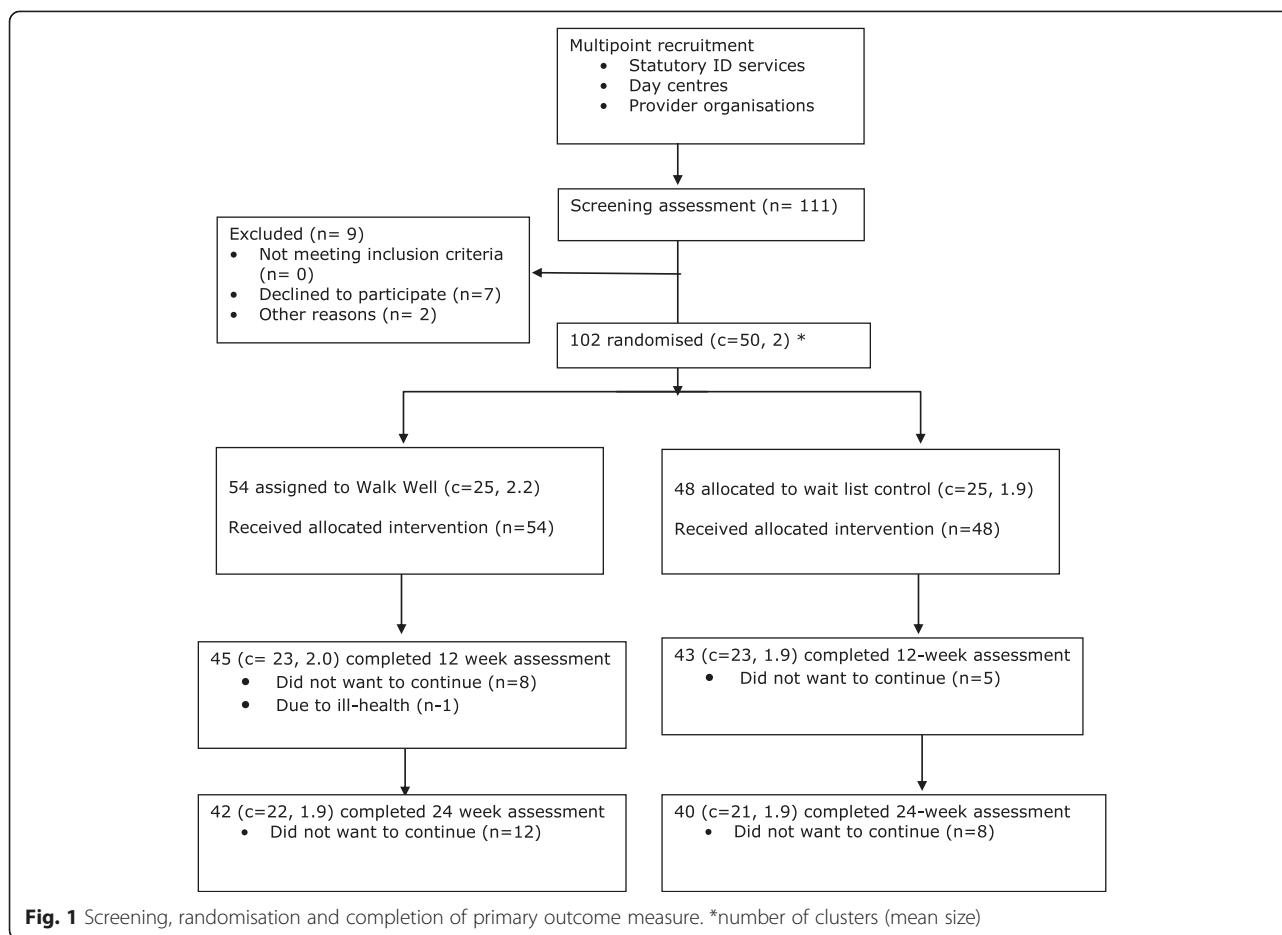 Multipoint recruitment
• Statutory ID services
• Day centres
• Provider organisations
Screening assessment (n= 111)
Excluded (n= 9)
• Not meeting inclusion criteria
(n= 0)
• Declined to participate (n=7)
• Other reasons (n= 2)
102 randomised (c=50, 2) *
54 assigned to Walk Well (c=25, 2.2)
Received allocated intervention (n=54)
48 allocated to wait list control (c=25, 1.9)
Received allocated intervention (n=48)
45 (c= 23, 2.0) completed 12 week assessment
• Did not want to continue (n=8)
• Due to ill-health (n-1)
43 (c=23, 1.9) completed 12-week assessment
• Did not want to continue (n=5)
42 (c=22, 1.9) completed 24 week assessment
• Did not want to continue (n=12)
40 (c=21, 1.9) completed 24-week assessment
• Did not want to continue (n=8)
Fig. 1 Screening, randomisation and completion of primary outcome measure. *number of clusters (mean size)